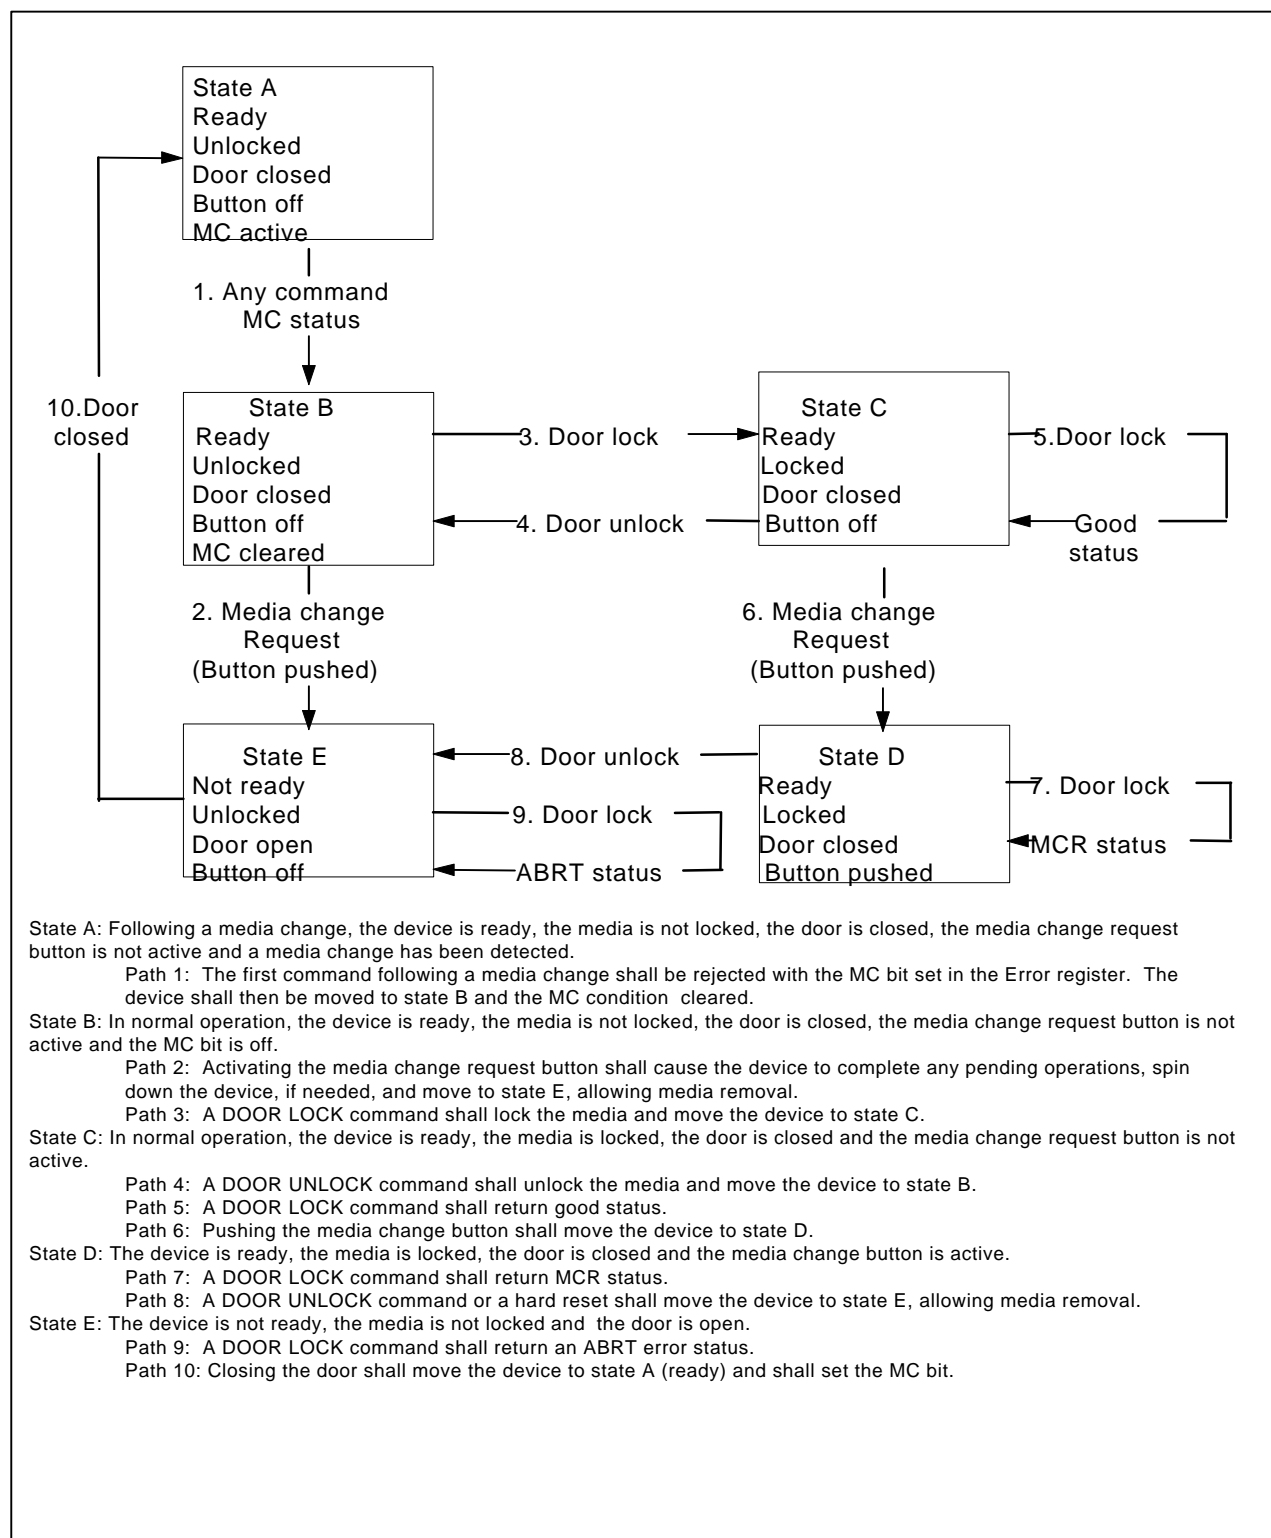 State A
Ready
Unlocked
Door closed
Button off
MC active
1. Any command
MC status
10.Door
closed
State B
Ready
Unlocked
Door closed
Button off
MC cleared
3. Door lock
4. Door unlock
State C
Ready
Locked
Door closed
Button off
5.Door lock
Good
status
2. Media change
Request
(Button pushed)
6. Media change
Request
(Button pushed)
State E
Not ready
Unlocked
Door open
Button off
8. Door unlock
9. Door lock
ABRT status
State D
Ready
Locked
Door closed
Button pushed
7. Door lock
MCR status
State A: Following a media change, the device is ready, the media is not locked, the door is closed, the media change request
button is not active and a media change has been detected.
Path 1: The first command following a media change shall be rejected with the MC bit set in the Error register. The
device shall then be moved to state B and the MC condition cleared.
State B: In normal operation, the device is ready, the media is not locked, the door is closed, the media change request button is not
active and the MC bit is off.
Path 2: Activating the media change request button shall cause the device to complete any pending operations, spin
down the device, if needed, and move to state E, allowing media removal.
Path 3: A DOOR LOCK command shall lock the media and move the device to state C.
State C: In normal operation, the device is ready, the media is locked, the door is closed and the media change request button is not
active.
Path 4: A DOOR UNLOCK command shall unlock the media and move the device to state B.
Path 5: A DOOR LOCK command shall return good status.
Path 6: Pushing the media change button shall move the device to state D.
State D: The device is ready, the media is locked, the door is closed and the media change button is active.
Path 7: A DOOR LOCK command shall return MCR status.
Path 8: A DOOR UNLOCK command or a hard reset shall move the device to state E, allowing media removal.
State E: The device is not ready, the media is not locked and the door is open.
Path 9: A DOOR LOCK command shall return an ABRT error status.
Path 10: Closing the door shall move the device to state A (ready) and shall set the MC bit.